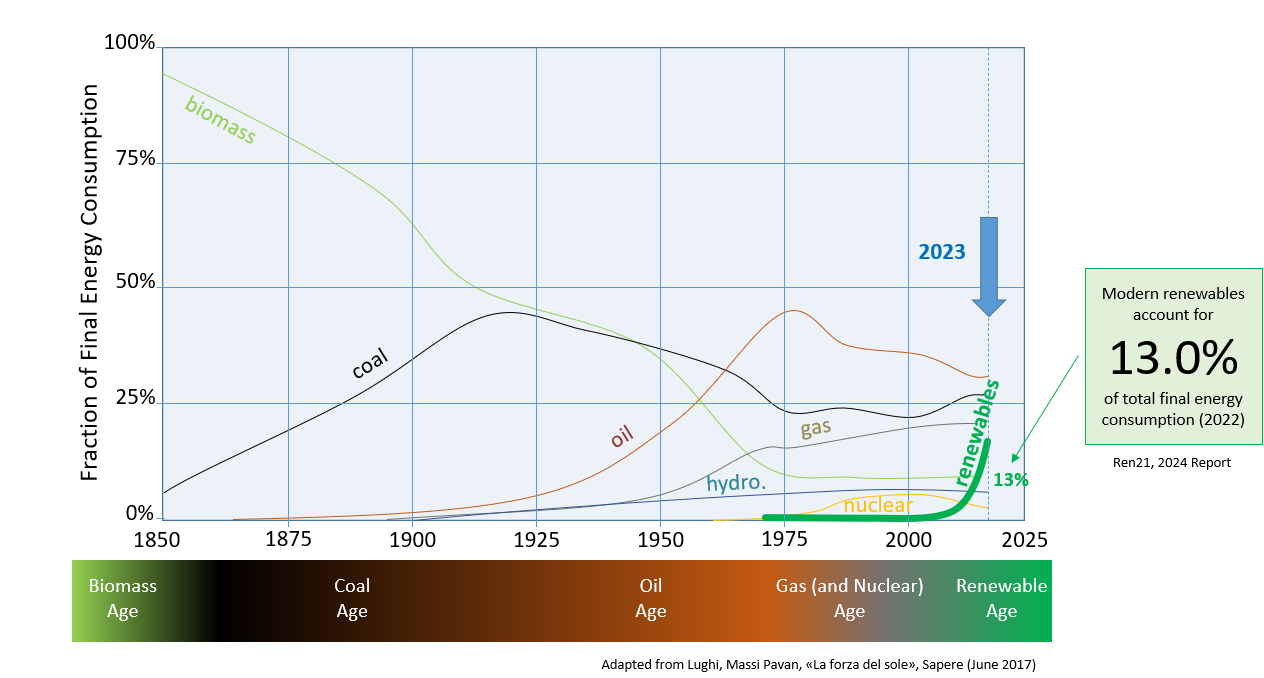 100%
75%
50%
25%
0%
Fraction of Final Energy Consumption
biomass
coal
oil
gas
hydro.
nuclear
renewables
2023
13%
1850
1875
1900
1925
1950
1975
2000
2025
Modern renewables
account for
13.0%
of total final energy
consumption (2022)
Ren21, 2024 Report
Biomass
Age
Coal
Age
Oil
Age
Gas (and Nuclear)
Age
Renewable
Age
Adapted from Lughi, Massi Pavan, «La forza del sole», Sapere (June 2017)